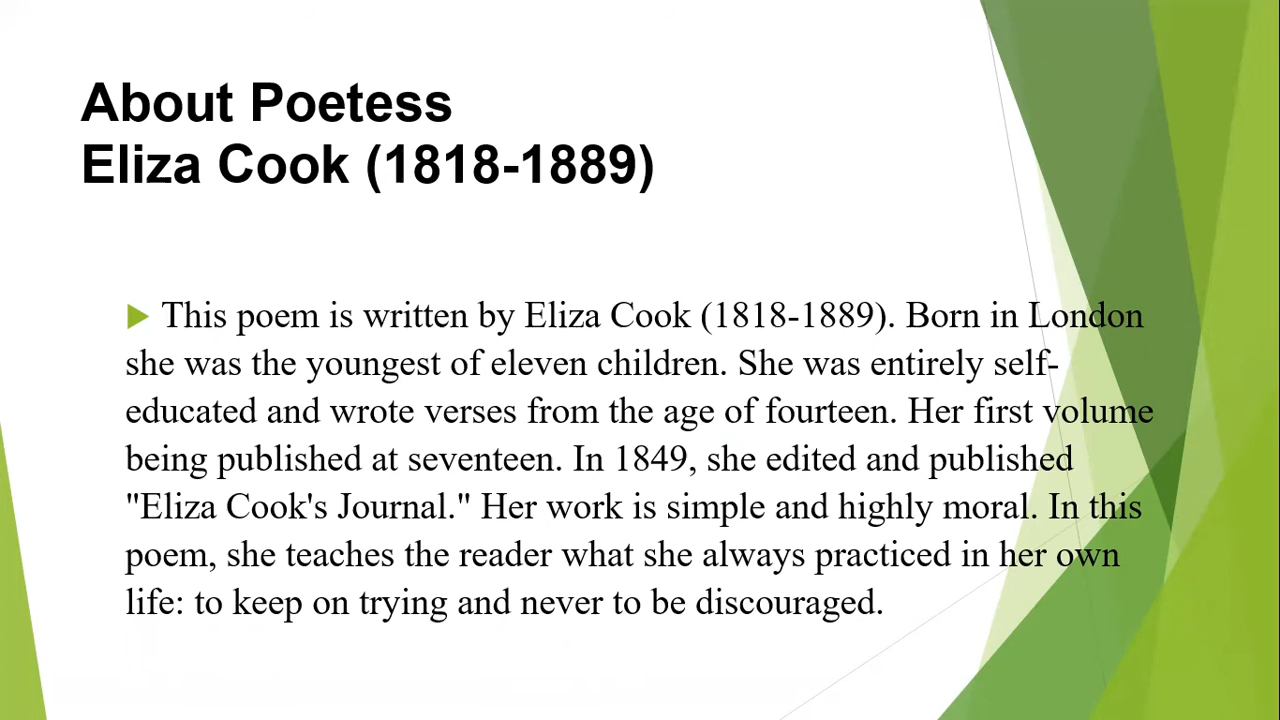 About Poetess
Eliza Cook (1818-1889)
This poem is written by Eliza Cook (1818-1889). Born in London
she was the youngest of eleven children. She was entirely self-
educated and wrote verses from the age of fourteen. Her first volume
being published at seventeen. In 1849, she edited and published
"Eliza Cook's Journal." Her work is simple and highly moral. In this
poem, she teaches the reader what she always practiced in her own
life: to keep on trying and never to be discouraged.